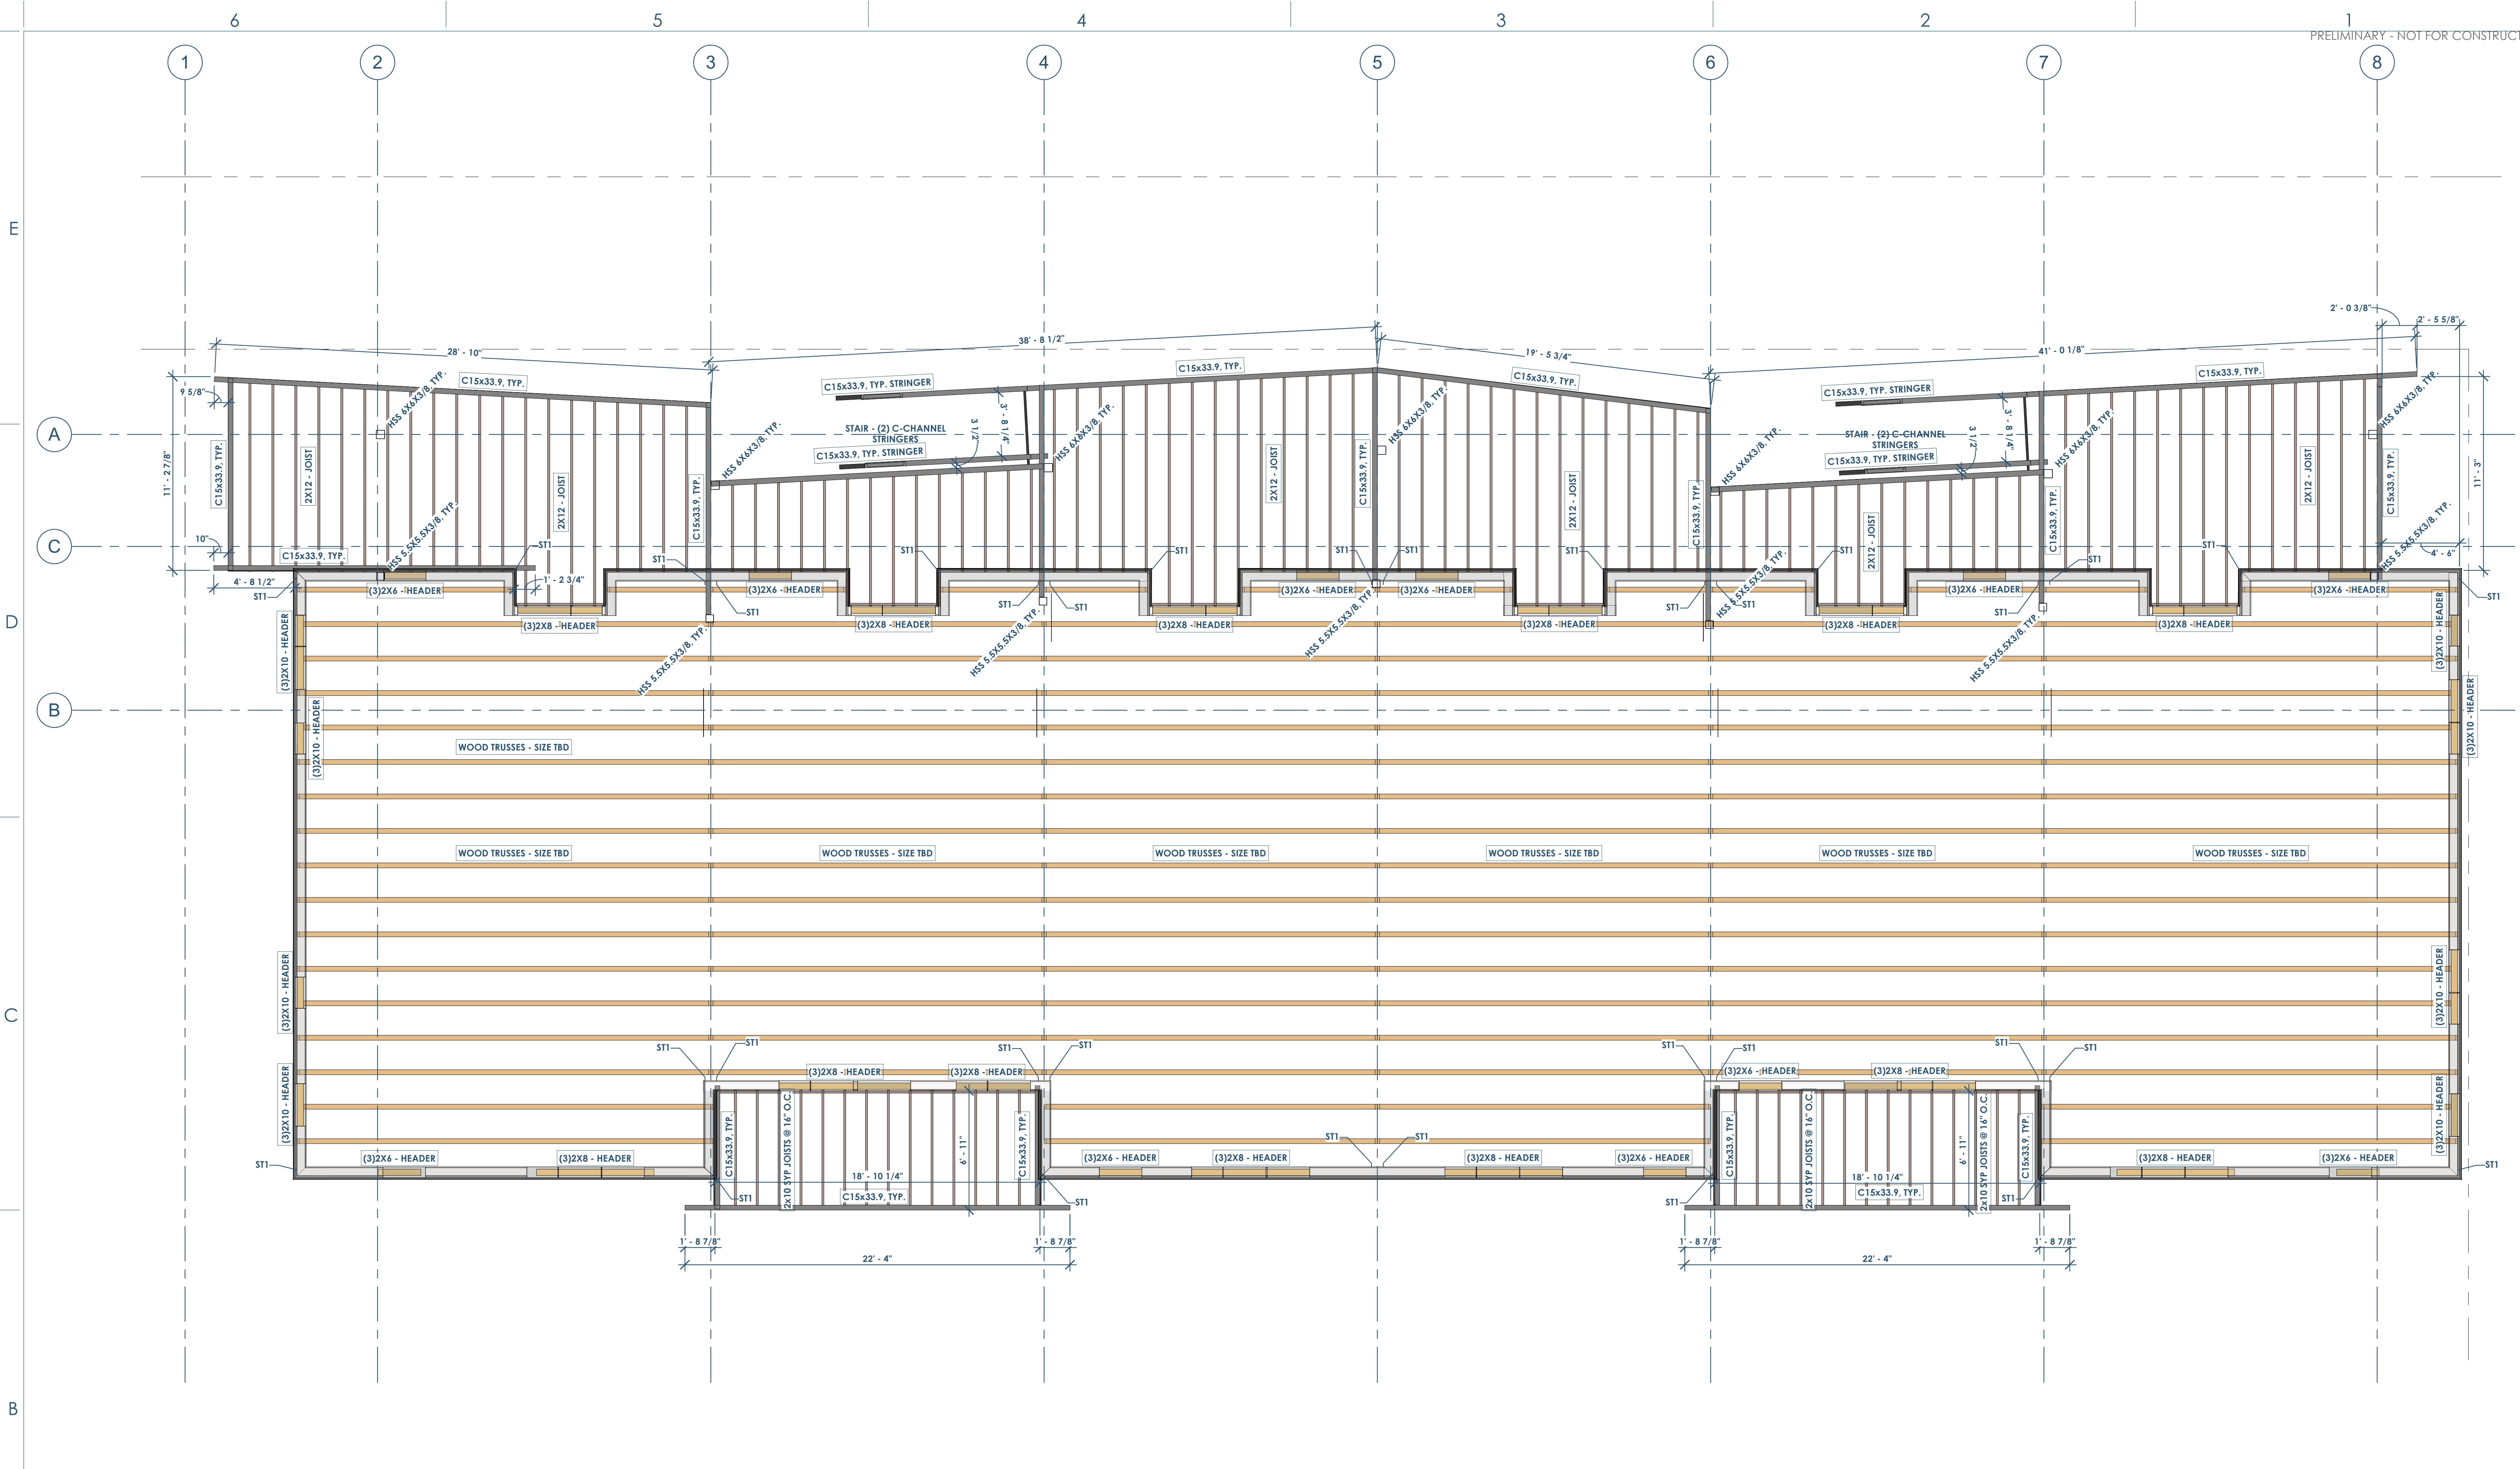 6 5 4 3 2 1
PRELIMINARY - NOT FOR CONSTRUCT
1 2 3 4 5 6 7 8
E
2' - 0 3/8"
2' - 5 5/8"
28' - 10"
38' - 8 1/2"
19' - 5 3/4"
41' - 0 1/8"
C15x33.9, TYP.
C15x33.9, TYP.
C15x33.9, TYP.
C15x33.9, TYP.
9 5/8"
HSS 6X6X3/8, TYP.
C15x33.9, TYP. STRINGER
C15x33.9, TYP. STRINGER
HSS 6X6X3/8, TYP.
HSS 6X6X3/8, TYP.
A
STAIR - (2) C-CHANNEL
STRINGERS
C15x33.9, TYP. STRINGER
3 1/2"
3' - 8 1/4"
HSS 6X6X3/8, TYP.
HSS 6X6X3/8, TYP.
STAIR - (2) C-CHANNEL
STRINGERS
C15x33.9, TYP. STRINGER
3 1/2"
3' - 8 1/4"
HSS 6X6X3/8, TYP.
HSS 6X6X3/8, TYP.
11' - 2 7/8"
C15x33.9, TYP.
2X12 - JOIST
2X12 - JOIST
C15x33.9, TYP.
2X12 - JOIST
C15x33.9, TYP.
2X12 - JOIST
C15x33.9, TYP.
2X12 - JOIST
C15x33.9, TYP.
2X12 - JOIST
C15x33.9, TYP.
11' - 3"
HSS 5.5X5.5X3/8, TYP.
HSS 5.5X5.5X3/8, TYP.
C
10"
C15x33.9, TYP.
ST1
ST1
ST1
ST1
ST1
ST1
ST1
ST1
ST1
ST1
4' - 6"
4' - 8 1/2"
1' - 2 3/4"
HSS 5.5X5.5X3/8, TYP.
ST1
(3)2X6 - HEADER
(3)2X6 - HEADER
(3)2X6 - HEADER
(3)2X6 - HEADER
(3)2X6 - HEADER
(3)2X6 - HEADER
ST1
ST1
ST1
ST1
ST1
ST1
ST1
ST1
D
(3)2X8 - HEADER
(3)2X8 - HEADER
(3)2X8 - HEADER
(3)2X8 - HEADER
(3)2X8 - HEADER
(3)2X8 - HEADER
(3)2X10 - HEADER
HSS 5.5X5.5X3/8, TYP.
HSS 5.5X5.5X3/8, TYP.
HSS 5.5X5.5X3/8, TYP.
HSS 5.5X5.5X3/8, TYP.
(3)2X10 - HEADER
B
(3)2X10 - HEADER
(3)2X10 - HEADER
WOOD TRUSSES - SIZE TBD
WOOD TRUSSES - SIZE TBD
WOOD TRUSSES - SIZE TBD
WOOD TRUSSES - SIZE TBD
WOOD TRUSSES - SIZE TBD
WOOD TRUSSES - SIZE TBD
WOOD TRUSSES - SIZE TBD
C
(3)2X10 - HEADER
(3)2X10 - HEADER
ST1
ST1
ST1
ST1
ST1
ST1
ST1
ST1
(3)2X8 - HEADER
(3)2X8 - HEADER
(3)2X6 - HEADER
(3)2X8 - HEADER
(3)2X10 - HEADER
(3)2X10 - HEADER
C15x33.9, TYP.
2x10 SYP JOISTS @ 16" O.C.
9' - 11"
C15x33.9, TYP.
C15x33.9, TYP.
2x10 SYP JOISTS @ 16" O.C.
9' - 11"
2x10 SYP JOISTS @ 16" O.C.
C15x33.9, TYP.
ST1
ST1
ST1
(3)2X6 - HEADER
(3)2X8 - HEADER
(3)2X6 - HEADER
(3)2X8 - HEADER
(3)2X8 - HEADER
(3)2X6 - HEADER
(3)2X8 - HEADER
(3)2X6 - HEADER
ST1
18' - 10 1/4"
18' - 10 1/4"
C15x33.9, TYP.
C15x33.9, TYP.
ST1
ST1
ST1
ST1
1' - 8 7/8"
1' - 8 7/8"
1' - 8 7/8"
1' - 8 7/8"
22' - 4"
22' - 4"
B